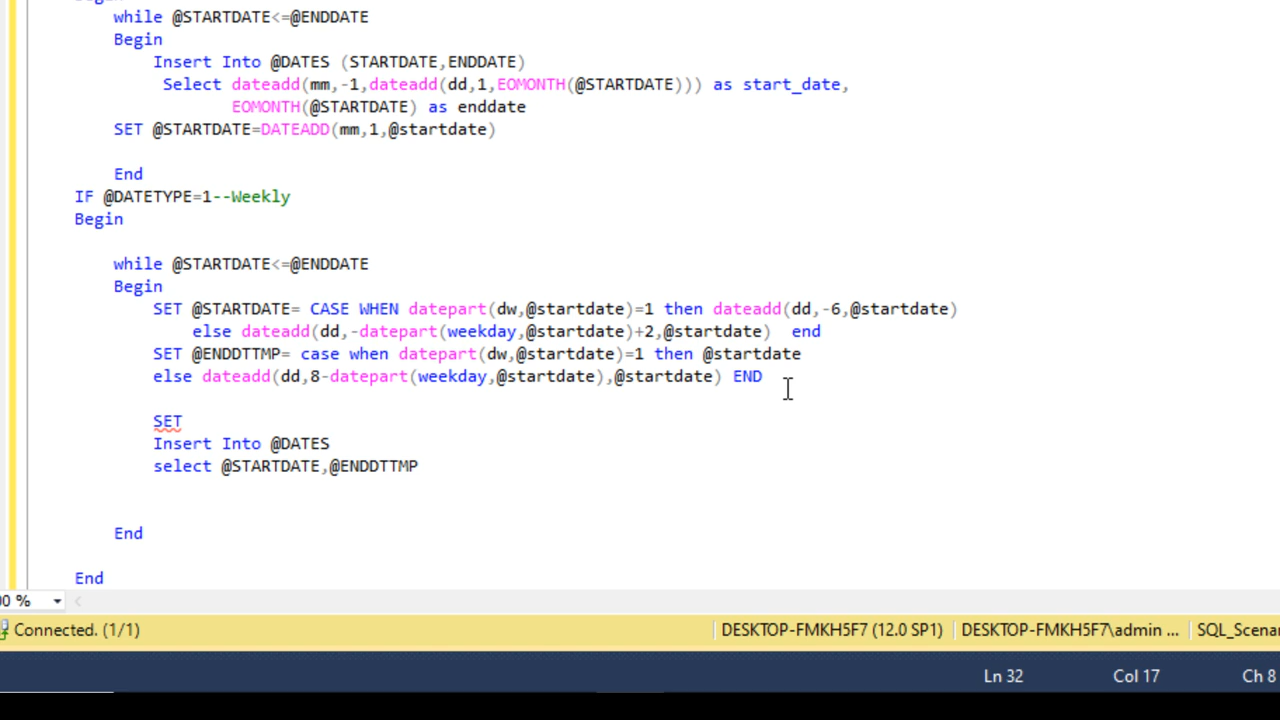 while @STARTDATE<=@ENDDATE
Begin
Insert Into @DATES (STARTDATE,ENDDATE)
Select dateadd(mm,-1,dateadd(dd,1,EOMONTH(@STARTDATE))) as start_date,
EOMONTH(@STARTDATE) as enddate
SET @STARTDATE=DATEADD(mm,1,@startdate)
End
IF @DATETYPE=1--Weekly
Begin
while @STARTDATE<=@ENDDATE
Begin
SET @STARTDATE= CASE WHEN datepart(dw,@startdate)=1 then dateadd(dd,-6,@startdate)
else dateadd(dd,-datepart(weekday,@startdate)+2,@startdate)  end
SET @ENDDTTMP= case when datepart(dw,@startdate)=1 then @startdate
else dateadd(dd,8-datepart(weekday,@startdate),@startdate) END
SET
Insert Into @DATES
select @STARTDATE,@ENDDTTMP
End
End
00 %
Connected. (1/1) DESKTOP-FMKH5F7 (12.0 SP1) DESKTOP-FMKH5F7\admin ... SQL_Scenar
Ln 32 Col 17 Ch 8